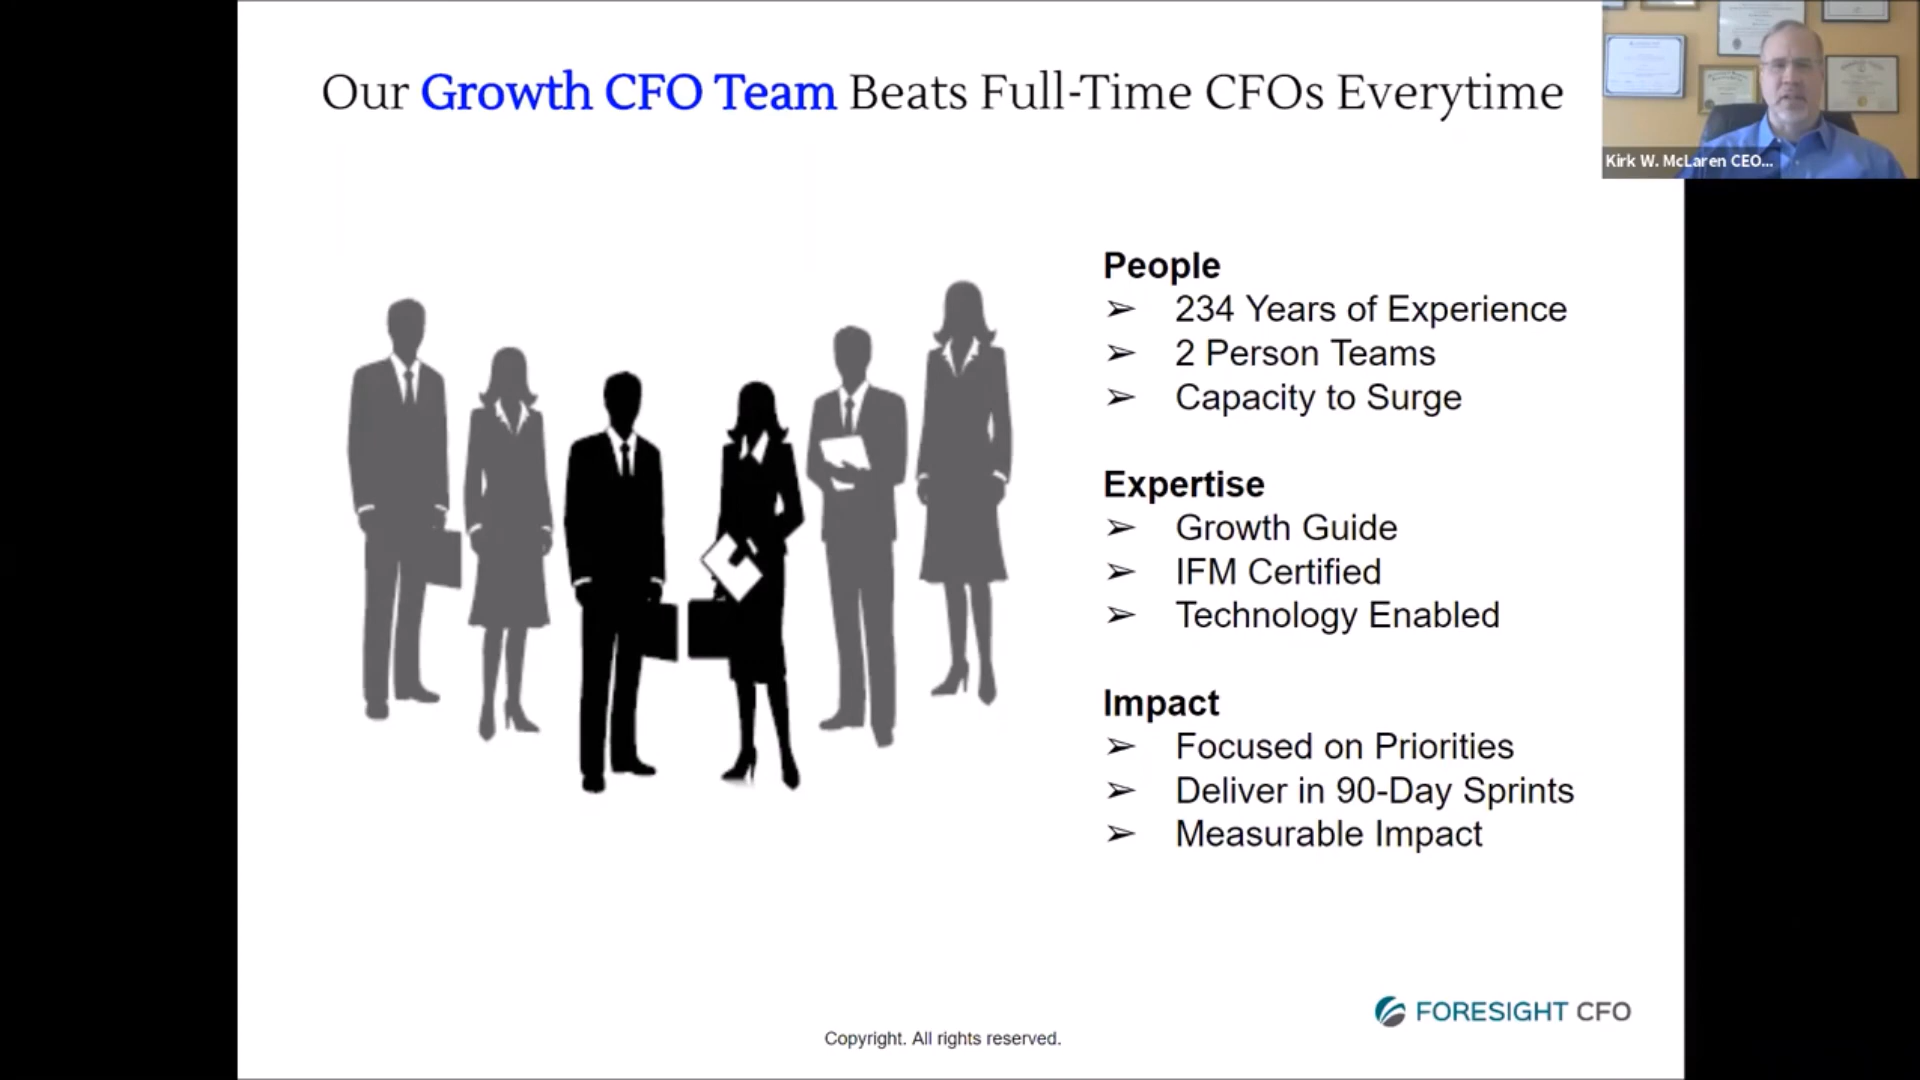 Our Growth CFO Team Beats Full-Time CFOs Everytime
Kirk W. McLaren CEO...
People
➢ 234 Years of Experience
➢ 2 Person Teams
➢ Capacity to Surge
Expertise
➢ Growth Guide
➢ IFM Certified
➢ Technology Enabled
Impact
➢ Focused on Priorities
➢ Deliver in 90-Day Sprints
➢ Measurable Impact
FORESIGHT CFO
Copyright. All rights reserved.